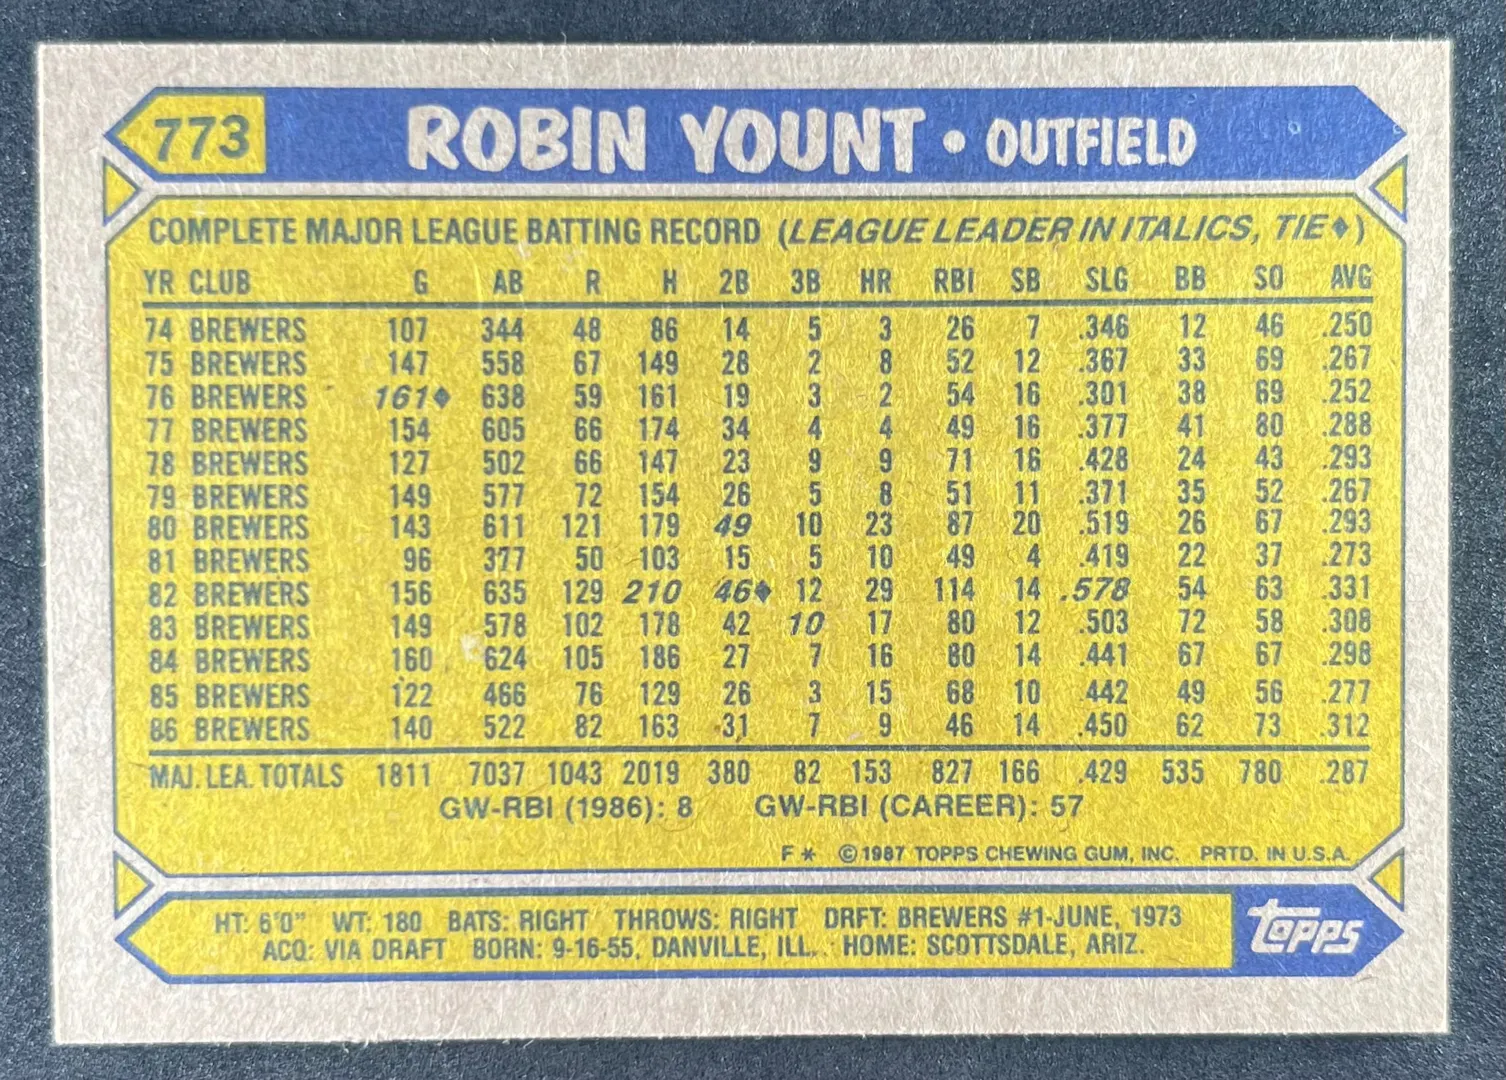 773 ROBIN YOUNT • OUTFIELD
COMPLETE MAJOR LEAGUE BATTING RECORD (LEAGUE LEADER IN ITALICS, TIE♦)
YR CLUB G AB R H 2B 3B HR RBI SB SLG BB SO AVG
74 BREWERS 107 344 48 86 14 5 3 26 7 .346 12 46 .250
75 BREWERS 147 558 67 149 28 2 8 52 12 .367 33 69 .267
76 BREWERS 161♦ 638 59 161 19 3 2 54 16 .301 38 69 .252
77 BREWERS 154 605 66 174 34 4 4 49 16 .377 41 80 .288
78 BREWERS 127 502 66 147 23 9 9 71 16 .428 24 43 .293
79 BREWERS 149 577 72 154 26 5 8 51 11 .371 35 52 .267
80 BREWERS 143 611 121 179 49 10 23 87 20 .519 26 67 .293
81 BREWERS 96 377 50 103 15 5 10 49 4 .419 22 37 .273
82 BREWERS 156 635 129 210 46♦ 12 29 114 14 .578 54 63 .331
83 BREWERS 149 578 102 178 42 10 17 80 12 .503 72 58 .308
84 BREWERS 160 624 105 186 27 7 16 80 14 .441 67 67 .298
85 BREWERS 122 466 76 129 26 3 15 68 10 .442 49 56 .277
86 BREWERS 140 522 82 163 31 7 9 46 14 .450 62 73 .312
MAJ. LEA. TOTALS 1811 7037 1043 2019 380 82 153 827 166 .429 535 780 .287
GW-RBI (1986): 8 GW-RBI (CAREER): 57
F * © 1987 TOPPS CHEWING GUM, INC. PRTD. IN U.S.A.
HT: 6'0" WT: 180 BATS: RIGHT THROWS: RIGHT DRFT: BREWERS #1-JUNE, 1973
ACQ: VIA DRAFT BORN: 9-16-55, DANVILLE, ILL. HOME: SCOTTSDALE, ARIZ.
Topps